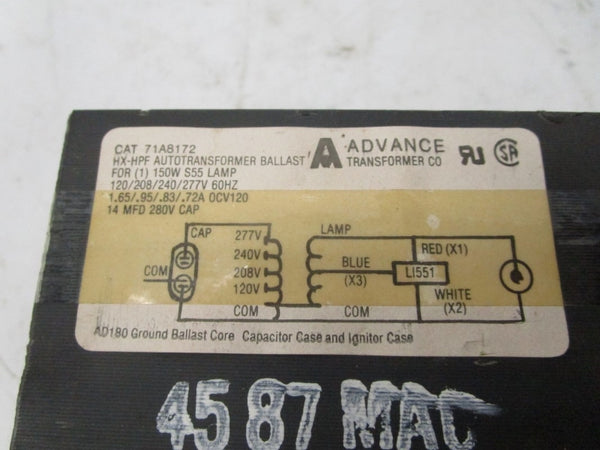 CAT 71A8172
HX-HPF AUTOTRANSFORMER BALLAST
FOR (1) 150W S55 LAMP
120/208/240/277V 60HZ
1.65/.95/.83/.72A OCV120
14 MFD 280V CAP
ADVANCE
TRANSFORMER CO
CAP
277V
LAMP
240V
BLUE
RED (X1)
COM
208V
(X3)
LI551
120V
WHITE
COM
COM
(X2)
AD180 Ground Ballast Core Capacitor Case and Ignitor Case
4587 MAC